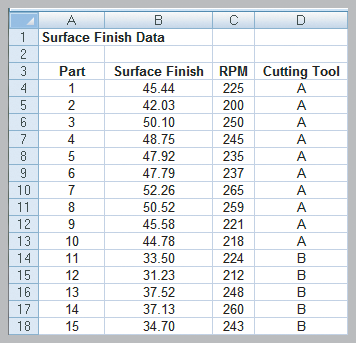 A B C D
1 Surface Finish Data
2
3 Part Surface Finish RPM Cutting Tool
4 1 45.44 225 A
5 2 42.03 200 A
6 3 50.10 250 A
7 4 48.75 245 A
8 5 47.92 235 A
9 6 47.79 237 A
10 7 52.26 265 A
11 8 50.52 259 A
12 9 45.58 221 A
13 10 44.78 218 A
14 11 33.50 224 B
15 12 31.23 212 B
16 13 37.52 248 B
17 14 37.13 260 B
18 15 34.70 243 B